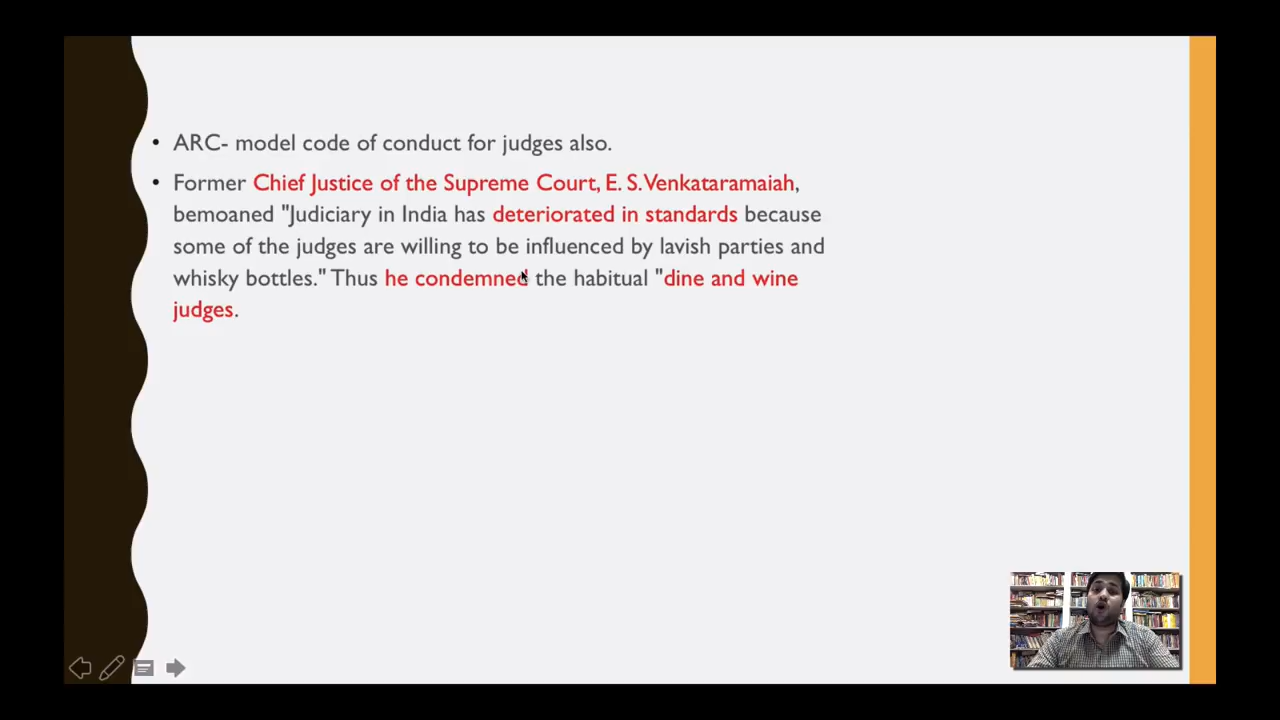 • ARC- model code of conduct for judges also.
• Former Chief Justice of the Supreme Court, E. S. Venkataramaiah,
bemoaned "Judiciary in India has deteriorated in standards because
some of the judges are willing to be influenced by lavish parties and
whisky bottles." Thus he condemned the habitual "dine and wine
judges.